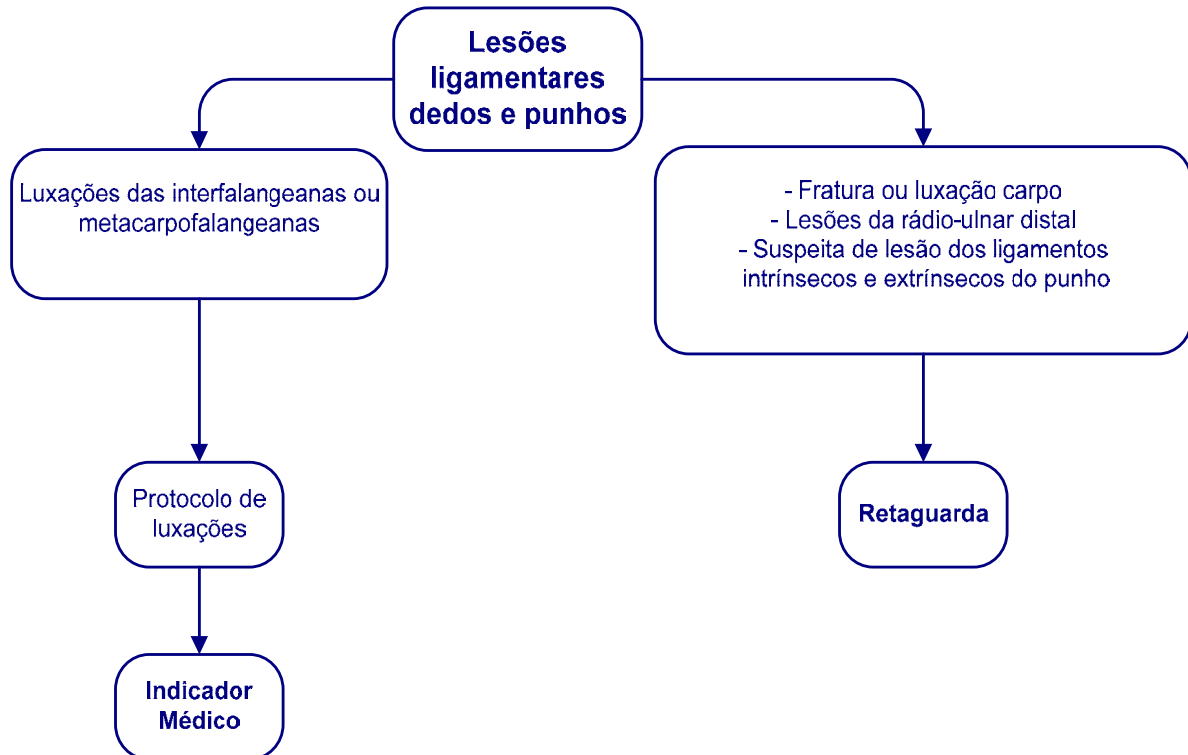 Lesões
ligamentares
dedos e punhos
Luxações das interfalangeanas ou
metacarpofalangeanas
- Fratura ou luxação carpo
- Lesões da rádio-ulnar distal
- Suspeita de lesão dos ligamentos
intrínsecos e extrínsecos do punho
Protocolo de
luxações
Retaguarda
Indicador
Médico